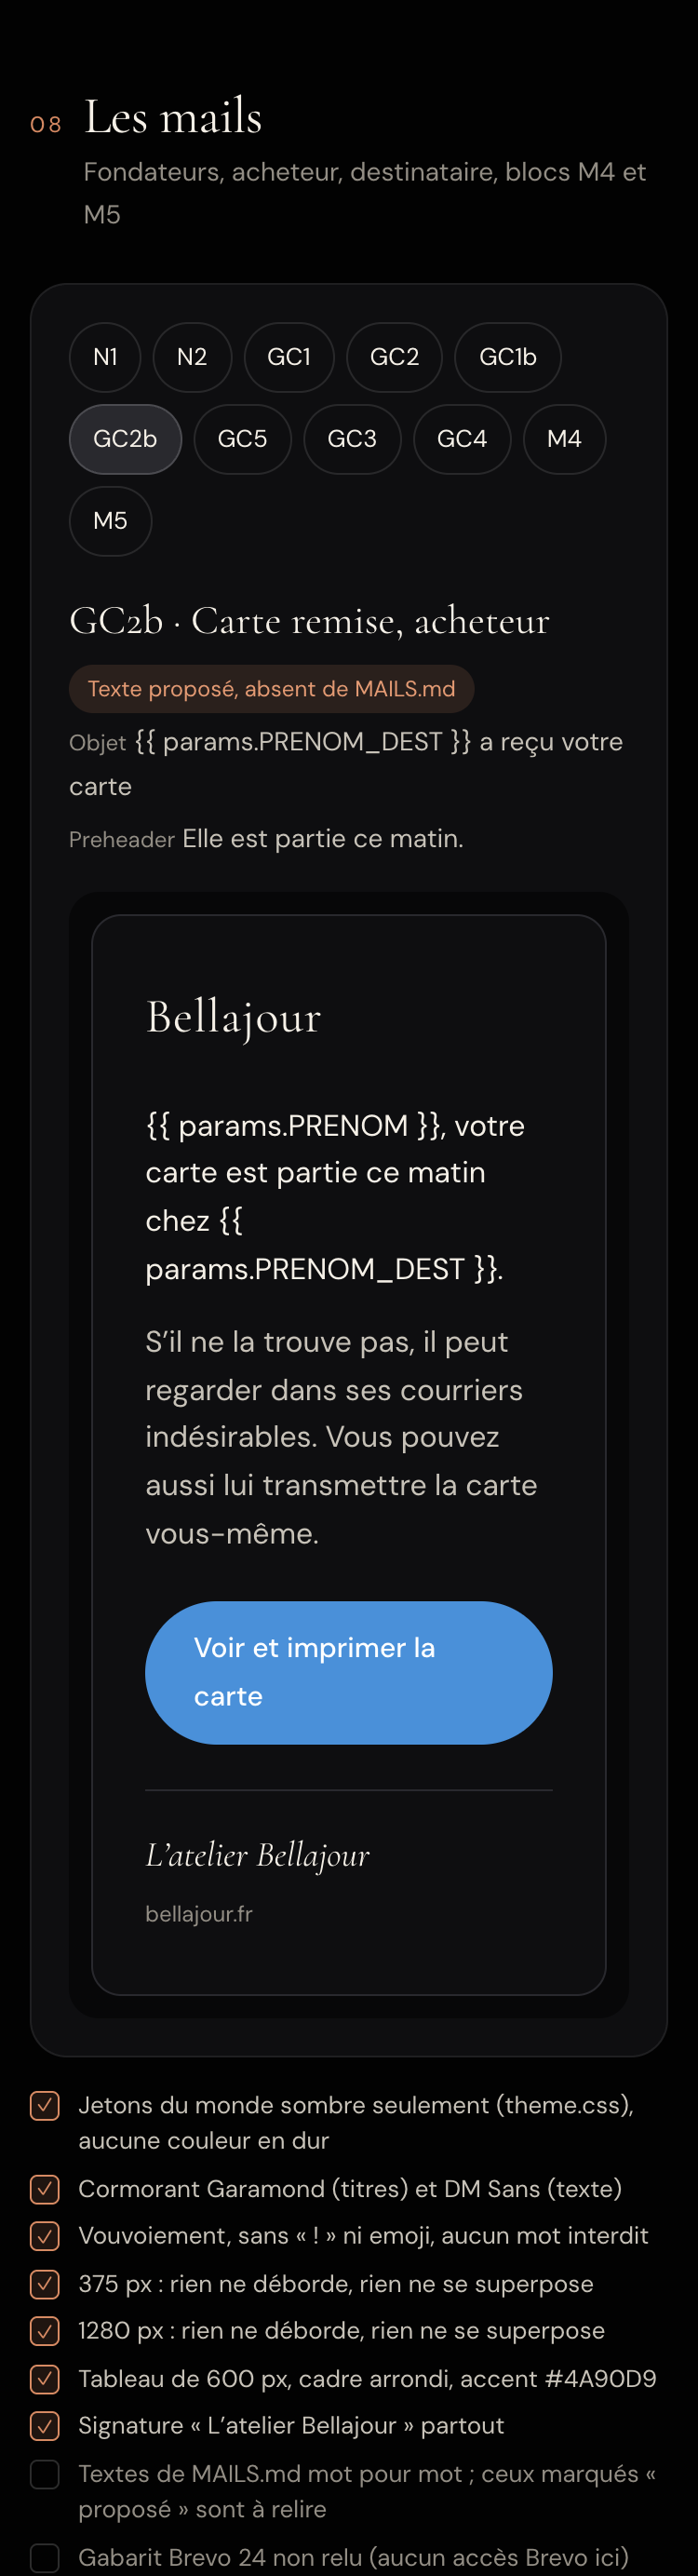 08 Les mails
Fondateurs, acheteur, destinataire, blocs M4 et
M5
N1 N2 GC1 GC2 GC1b
GC2b GC5 GC3 GC4 M4
M5
GC2b · Carte remise, acheteur
Texte proposé, absent de MAILS.md
Objet {{ params.PRENOM_DEST }} a reçu votre
carte
Preheader Elle est partie ce matin.
Bellajour
{{ params.PRENOM }}, votre
carte est partie ce matin
chez {{
params.PRENOM_DEST }}.
S’il ne la trouve pas, il peut
regarder dans ses courriers
indésirables. Vous pouvez
aussi lui transmettre la carte
vous-même.
Voir et imprimer la
carte
L’atelier Bellajour
bellajour.fr
Jetons du monde sombre seulement (theme.css),
aucune couleur en dur
Cormorant Garamond (titres) et DM Sans (texte)
Vouvoiement, sans « ! » ni emoji, aucun mot interdit
375 px : rien ne déborde, rien ne se superpose
1280 px : rien ne déborde, rien ne se superpose
Tableau de 600 px, cadre arrondi, accent #4A90D9
Signature « L’atelier Bellajour » partout
Textes de MAILS.md mot pour mot ; ceux marqués «
proposé » sont à relire
Gabarit Brevo 24 non relu (aucun accès Brevo ici)